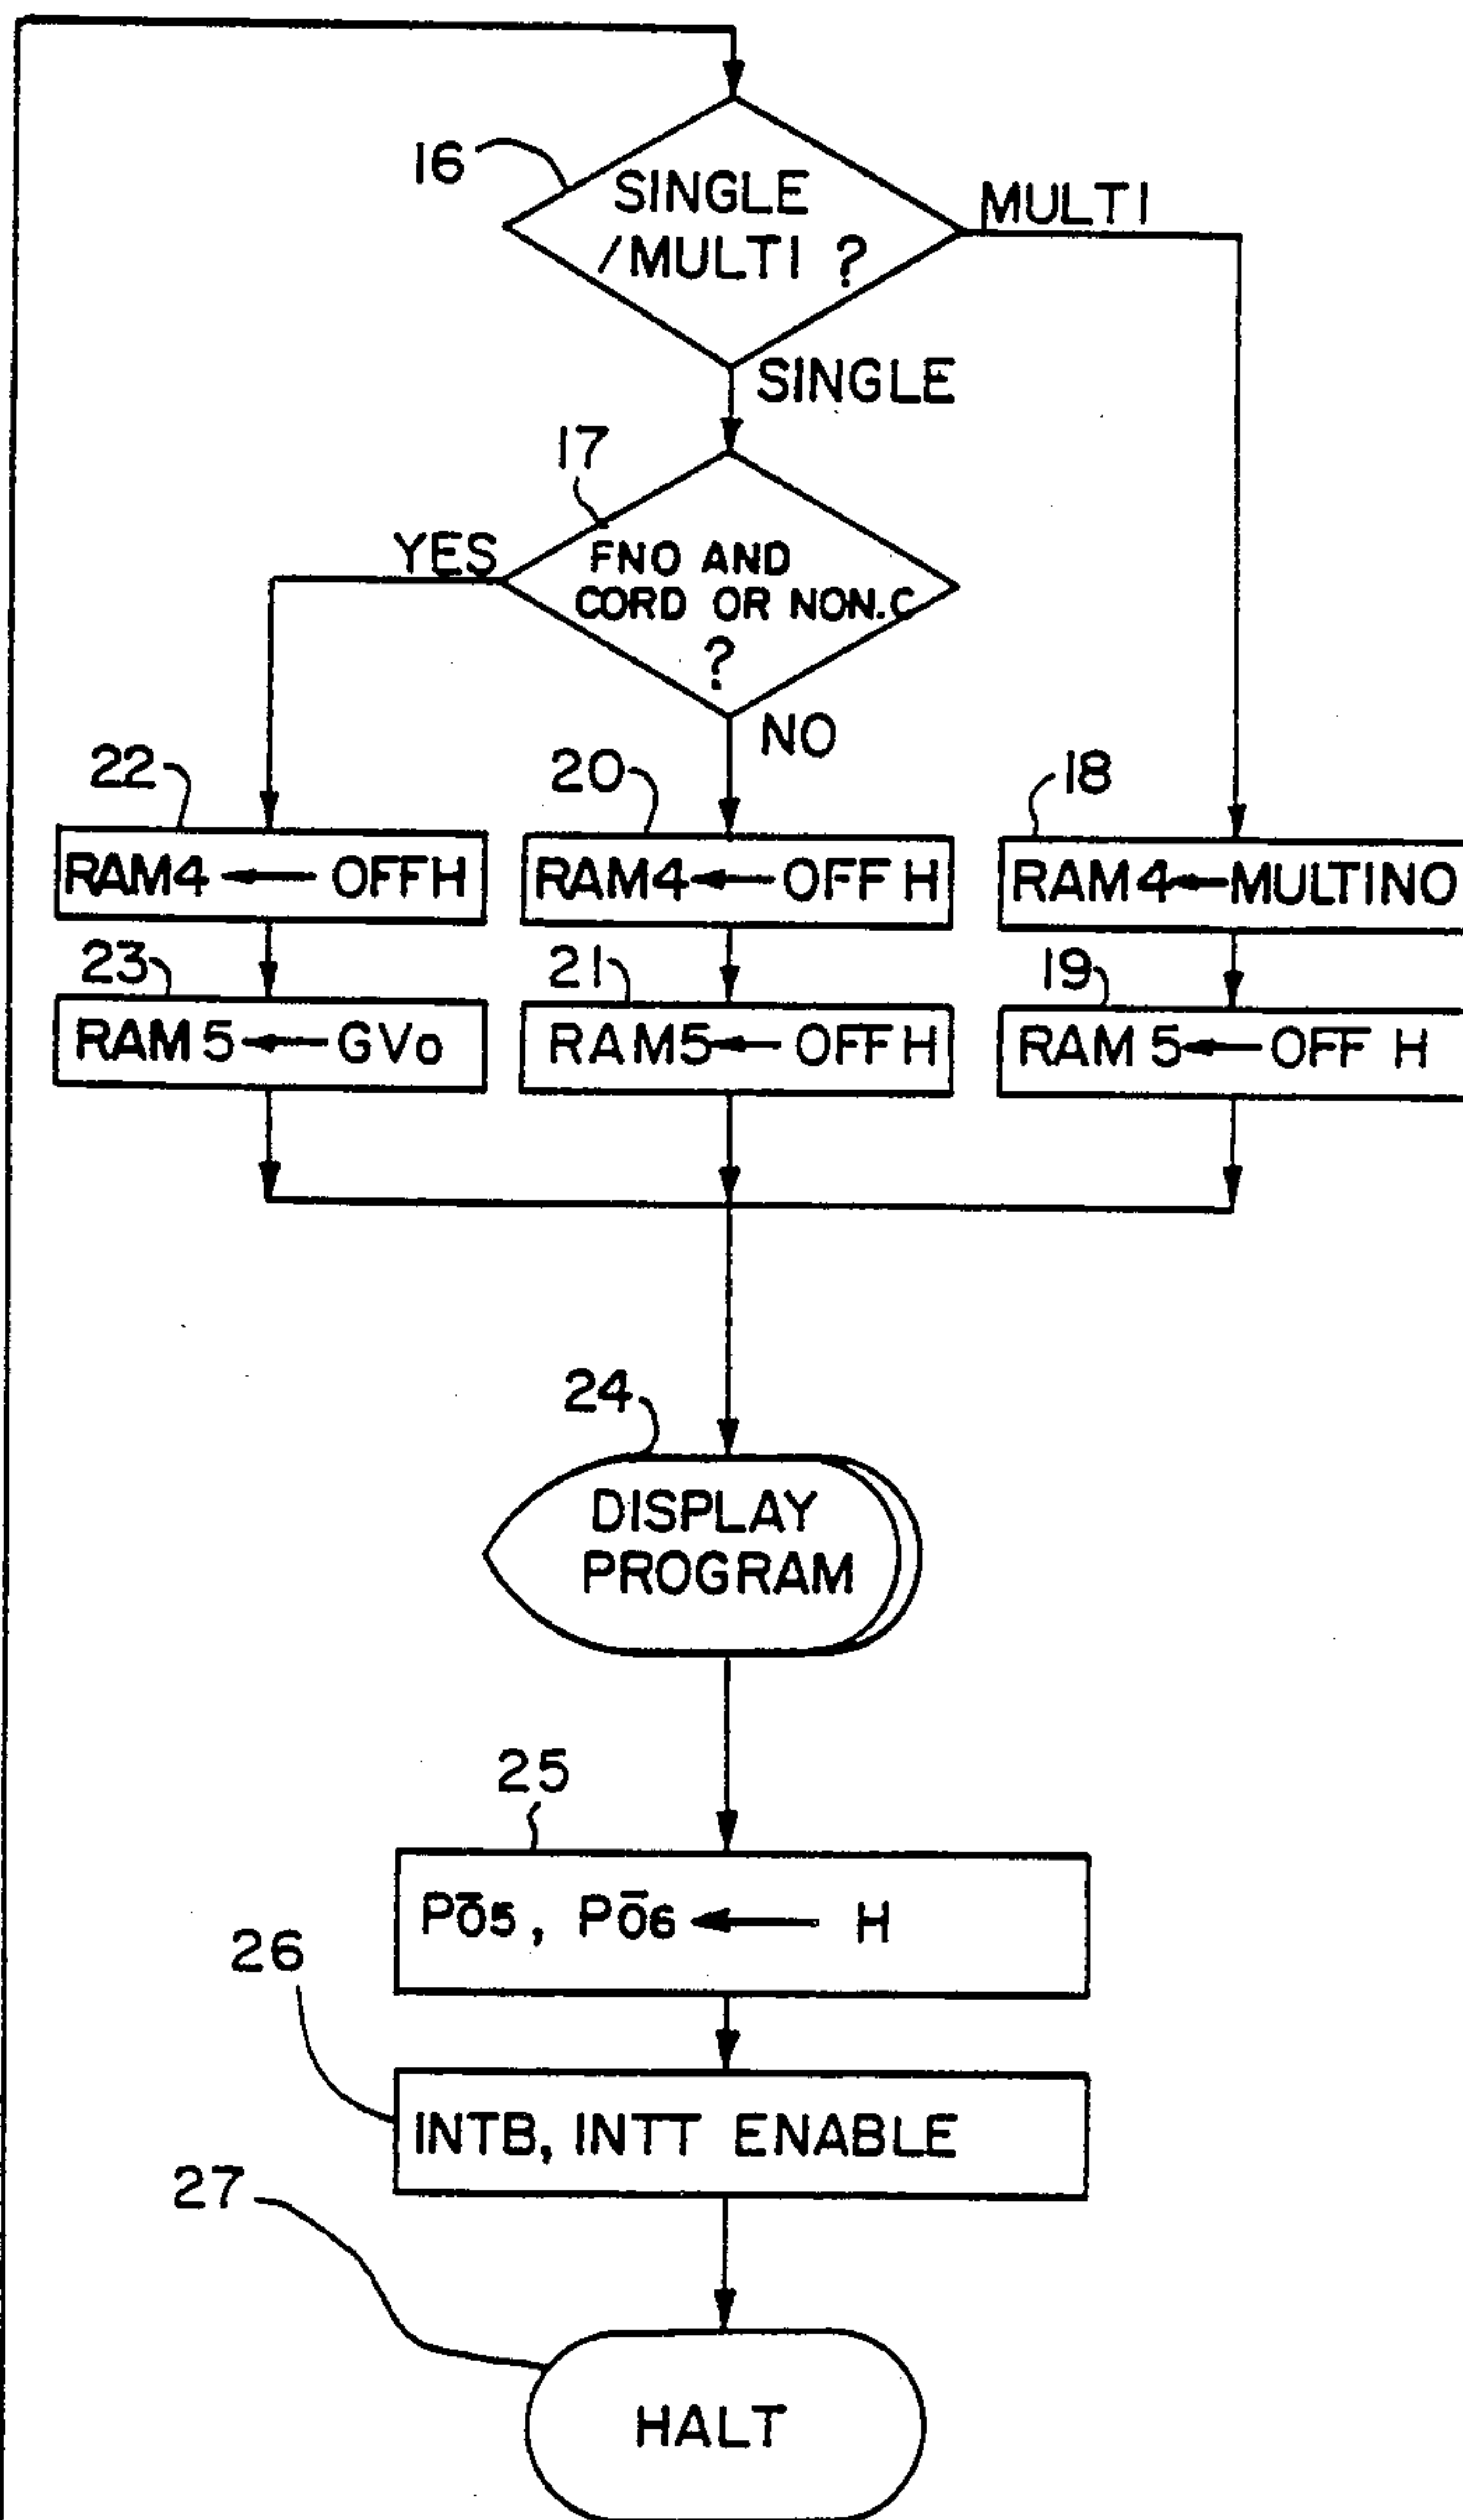 16
SINGLE
/MULTI ?
MULTI
SINGLE
17
YES
FNO AND
CORD OR NON.C
?
NO
22
20
18
RAM4 ← OFFH
RAM4 ← OFF H
RAM4 ← MULTINO
23
21
19
RAM5 ← GVo
RAM5 ← OFF H
RAM5 ← OFF H
24
DISPLAY
PROGRAM
25
PŌ5, PŌ6 ← H
26
INTB, INTT ENABLE
27
HALT